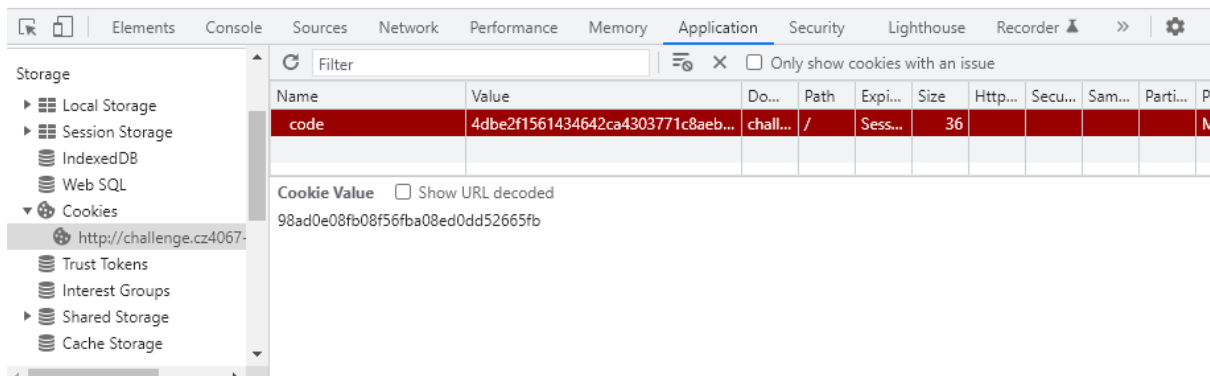 Elements Console Sources Network Performance Memory Application Security Lighthouse Recorder »
Storage
Local Storage
Session Storage
IndexedDB
Web SQL
Cookies
http://challenge.cz4067-
Trust Tokens
Interest Groups
Shared Storage
Cache Storage
Filter Only show cookies with an issue
Name Value Do... Path Expi... Size Http... Secu... Sam... Parti... P
code 4dbe2f1561434642ca4303771c8aeb... chall... / Sess... 36 M
Cookie Value Show URL decoded
98ad0e08fb08f56fba08ed0dd52665fb